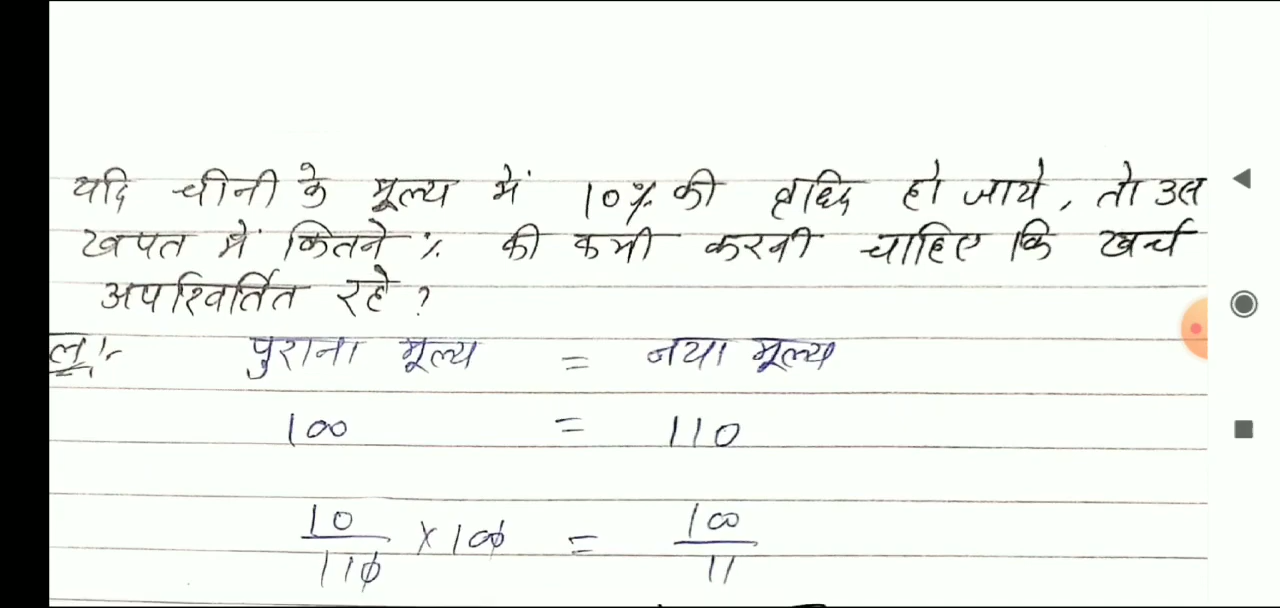 यदि चीनी के मूल्य में 10% की वृद्धि हो जाये, तो उस
खपत में कितने % की कमी करनी चाहिए कि खर्च
अपरिवर्तित रहे ?
ल:- पुराना मूल्य = नया मूल्य
100 = 110
10/110 × 100 = 100/11